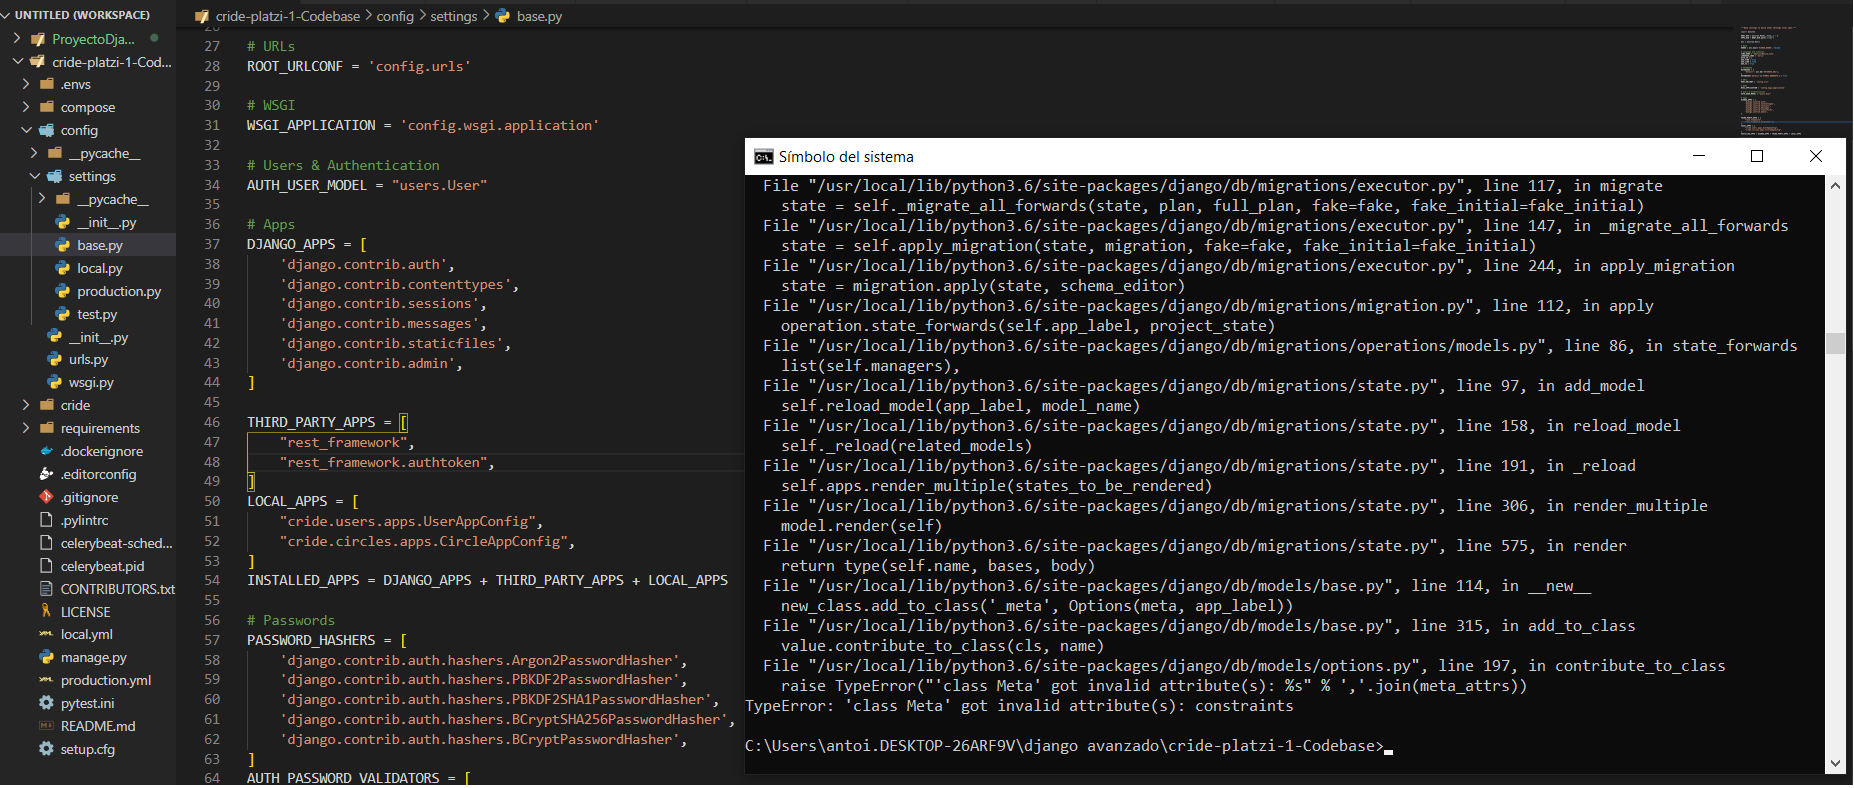 UNTITLED (WORKSPACE)
ProyectoDja...
cride-platzi-1-Cod...
.envs
compose
config
__pycache__
settings
__pycache__
__init__.py
base.py
local.py
production.py
test.py
__init__.py
urls.py
wsgi.py
cride
requirements
.dockerignore
.editorconfig
.gitignore
.pylintrc
celerybeat-sched...
celerybeat.pid
CONTRIBUTORS.txt
LICENSE
local.yml
manage.py
production.yml
pytest.ini
README.md
setup.cfg
cride-platzi-1-Codebase > config > settings > base.py
26
27 # URLs
28 ROOT_URLCONF = 'config.urls'
29
30 # WSGI
31 WSGI_APPLICATION = 'config.wsgi.application'
32
33 # Users & Authentication
34 AUTH_USER_MODEL = "users.User"
35
36 # Apps
37 DJANGO_APPS = [
38 'django.contrib.auth',
39 'django.contrib.contenttypes',
40 'django.contrib.sessions',
41 'django.contrib.messages',
42 'django.contrib.staticfiles',
43 'django.contrib.admin',
44 ]
45
46 THIRD_PARTY_APPS = [
47 "rest_framework",
48 "rest_framework.authtoken",
49 ]
50 LOCAL_APPS = [
51 "cride.users.apps.UserAppConfig",
52 "cride.circles.apps.CircleAppConfig",
53 ]
54 INSTALLED_APPS = DJANGO_APPS + THIRD_PARTY_APPS + LOCAL_APPS
55
56 # Passwords
57 PASSWORD_HASHERS = [
58 'django.contrib.auth.hashers.Argon2PasswordHasher',
59 'django.contrib.auth.hashers.PBKDF2PasswordHasher',
60 'django.contrib.auth.hashers.PBKDF2SHA1PasswordHasher',
61 'django.contrib.auth.hashers.BCryptSHA256PasswordHasher',
62 'django.contrib.auth.hashers.BCryptPasswordHasher',
63 ]
64 AUTH_PASSWORD_VALIDATORS = [
Símbolo del sistema
File "/usr/local/lib/python3.6/site-packages/django/db/migrations/executor.py", line 117, in migrate
state = self._migrate_all_forwards(state, plan, full_plan, fake=fake, fake_initial=fake_initial)
File "/usr/local/lib/python3.6/site-packages/django/db/migrations/executor.py", line 147, in _migrate_all_forwards
state = self.apply_migration(state, migration, fake=fake, fake_initial=fake_initial)
File "/usr/local/lib/python3.6/site-packages/django/db/migrations/executor.py", line 244, in apply_migration
state = migration.apply(state, schema_editor)
File "/usr/local/lib/python3.6/site-packages/django/db/migrations/migration.py", line 112, in apply
operation.state_forwards(self.app_label, project_state)
File "/usr/local/lib/python3.6/site-packages/django/db/migrations/operations/models.py", line 86, in state_forwards
list(self.managers),
File "/usr/local/lib/python3.6/site-packages/django/db/migrations/state.py", line 97, in add_model
self.reload_model(app_label, model_name)
File "/usr/local/lib/python3.6/site-packages/django/db/migrations/state.py", line 158, in reload_model
self._reload(related_models)
File "/usr/local/lib/python3.6/site-packages/django/db/migrations/state.py", line 191, in _reload
self.apps.render_multiple(states_to_be_rendered)
File "/usr/local/lib/python3.6/site-packages/django/db/migrations/state.py", line 306, in render_multiple
model.render(self)
File "/usr/local/lib/python3.6/site-packages/django/db/migrations/state.py", line 575, in render
return type(self.name, bases, body)
File "/usr/local/lib/python3.6/site-packages/django/db/models/base.py", line 114, in __new__
new_class.add_to_class('_meta', Options(meta, app_label))
File "/usr/local/lib/python3.6/site-packages/django/db/models/base.py", line 315, in add_to_class
value.contribute_to_class(cls, name)
File "/usr/local/lib/python3.6/site-packages/django/db/models/options.py", line 197, in contribute_to_class
raise TypeError("'class Meta' got invalid attribute(s): %s" % ','.join(meta_attrs))
TypeError: 'class Meta' got invalid attribute(s): constraints
C:\Users\antoi.DESKTOP-26ARF9V\django avanzado\cride-platzi-1-Codebase>